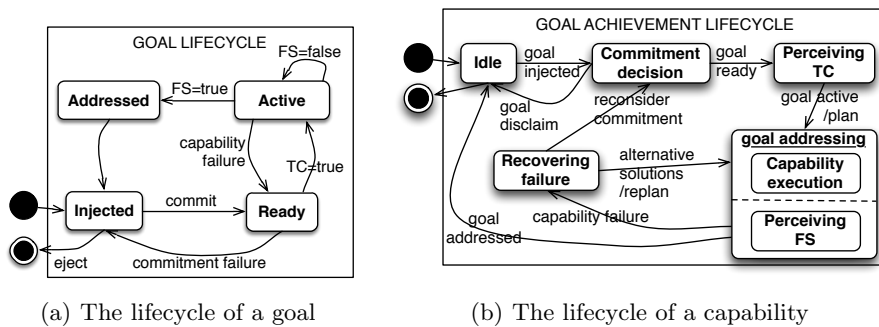 GOAL LIFECYCLE
FS=false
FS=true
Addressed
Active
capability
failure
TC=true
Injected
commit
Ready
eject
commitment failure
(a) The lifecycle of a goal
GOAL ACHIEVEMENT LIFECYCLE
Idle
goal
injected
Commitment
decision
goal
ready
Perceiving
TC
goal
disclaim
reconsider
commitment
goal active
/plan
goal addressing
Recovering
failure
alternative
solutions
/replan
Capability
execution
capability failure
goal
addressed
Perceiving
FS
(b) The lifecycle of a capability